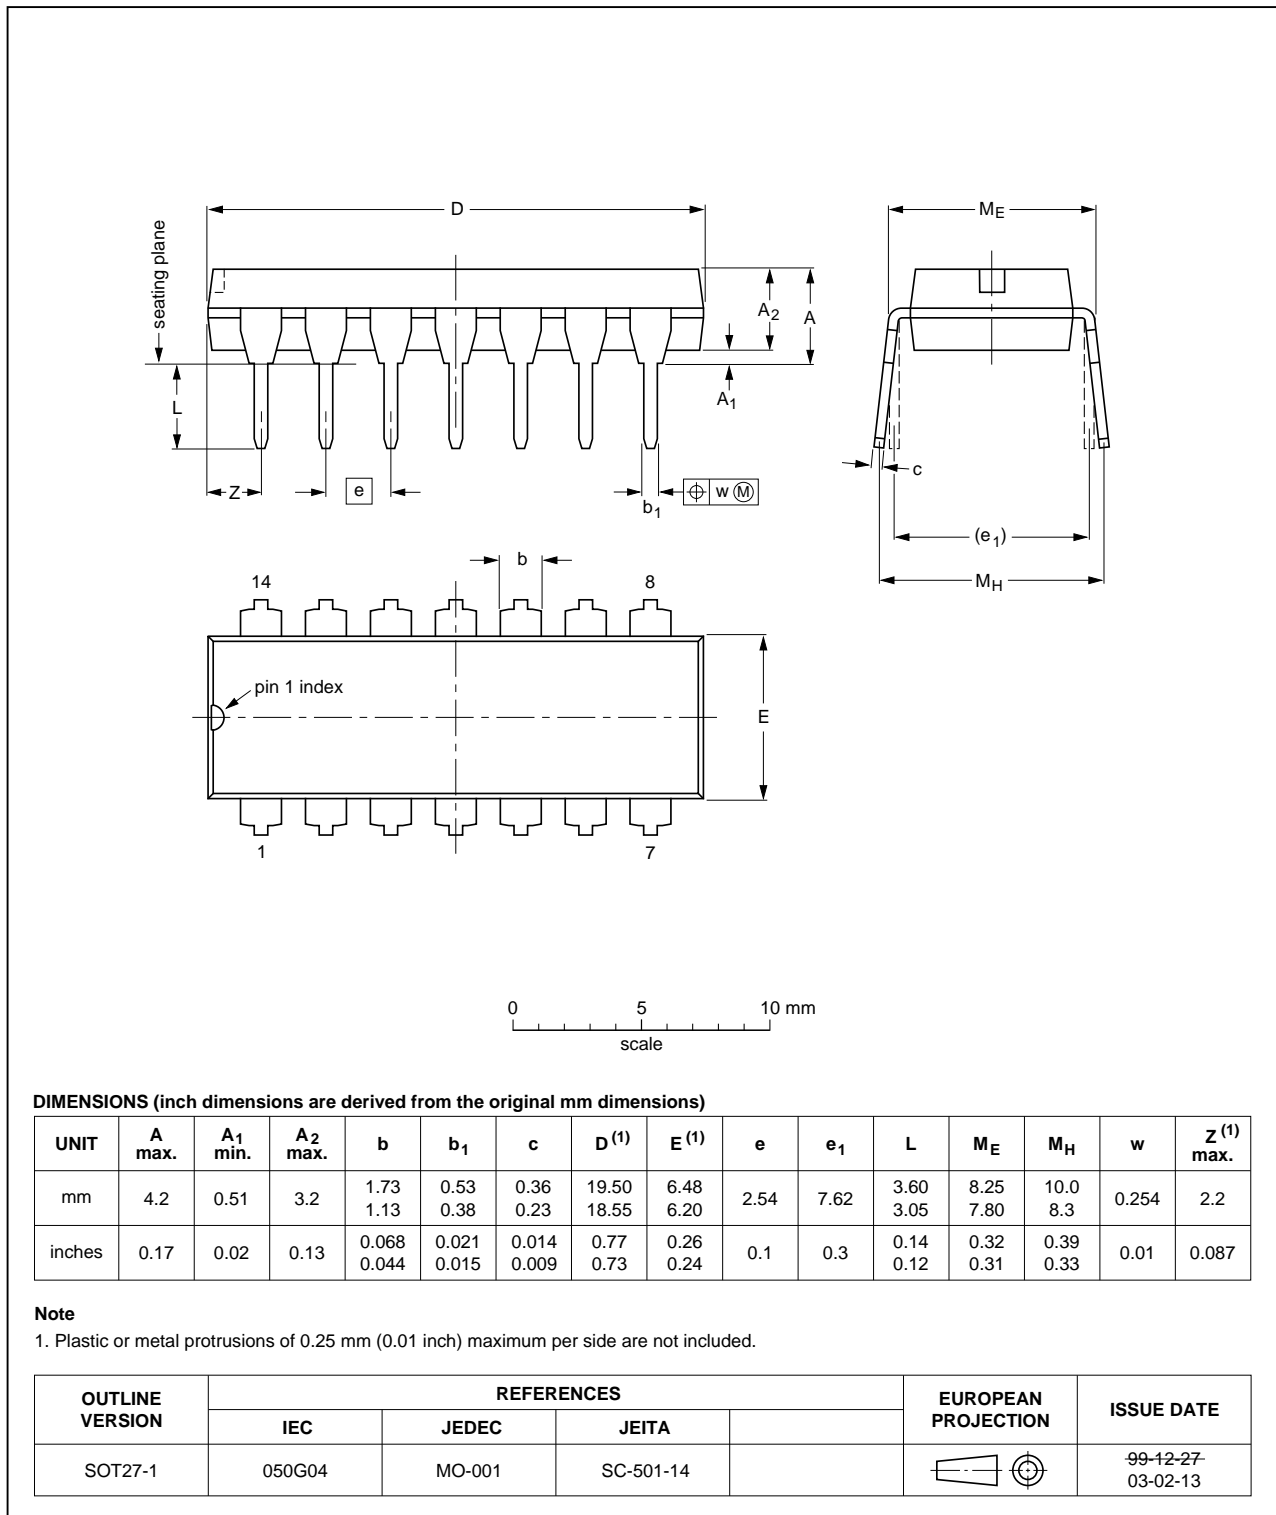 D
M_E
seating plane
A_2
A
A_1
L
c
Z
e
b_1
w M
(e_1)
M_H
b
14
8
pin 1 index
E
1
7
0 5 10 mm
scale
DIMENSIONS (inch dimensions are derived from the original mm dimensions)
UNIT A max. A_1 min. A_2 max. b b_1 c D(1) E(1) e e_1 L M_E M_H w Z(1) max.
mm 4.2 0.51 3.2 1.73 1.13 0.53 0.38 0.36 0.23 19.50 18.55 6.48 6.20 2.54 7.62 3.60 3.05 8.25 7.80 10.0 8.3 0.254 2.2
inches 0.17 0.02 0.13 0.068 0.044 0.021 0.015 0.014 0.009 0.77 0.73 0.26 0.24 0.1 0.3 0.14 0.12 0.32 0.31 0.39 0.33 0.01 0.087
Note
1. Plastic or metal protrusions of 0.25 mm (0.01 inch) maximum per side are not included.
OUTLINE VERSION REFERENCES EUROPEAN PROJECTION ISSUE DATE
IEC JEDEC JEITA
SOT27-1 050G04 MO-001 SC-501-14 99-12-27
03-02-13